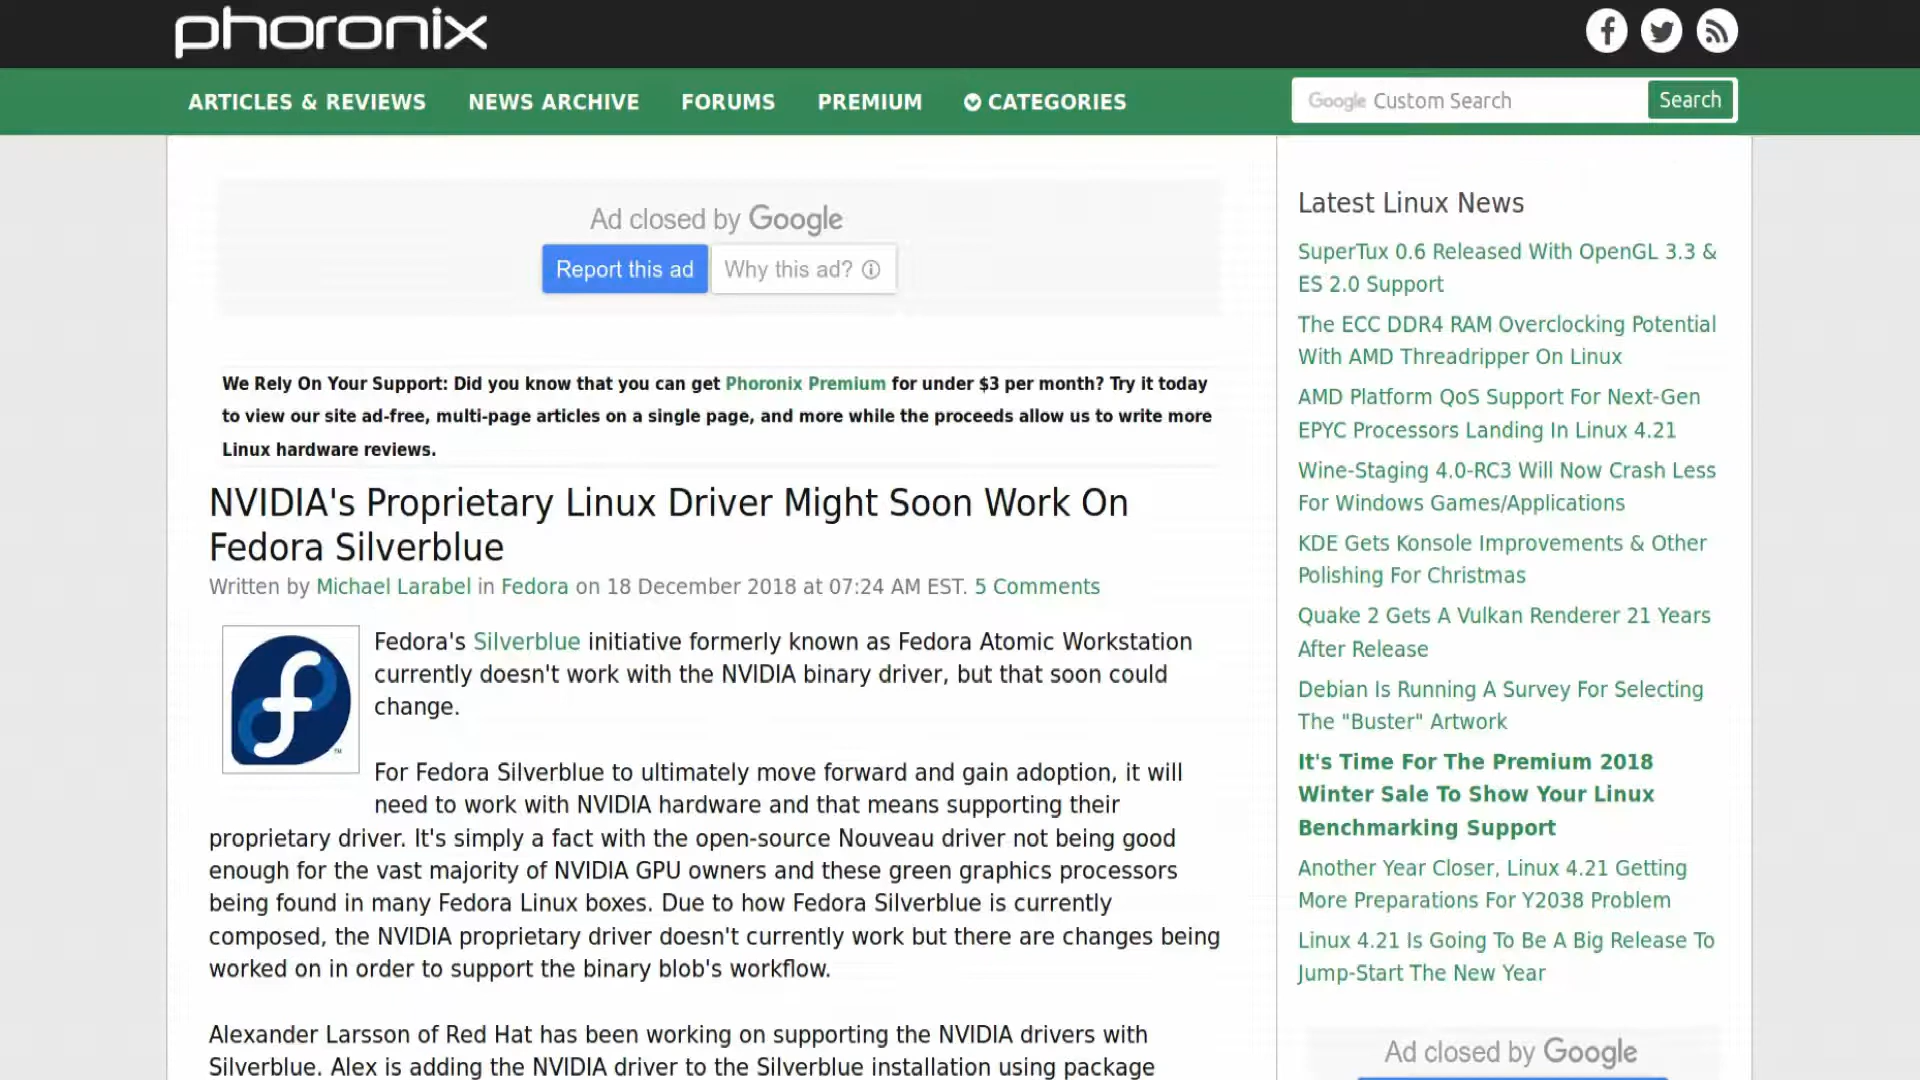 phoronix
ARTICLES & REVIEWS
NEWS ARCHIVE
FORUMS
PREMIUM
CATEGORIES
Google Custom Search
Search
Ad closed by Google
Report this ad
Why this ad?
We Rely On Your Support: Did you know that you can get Phoronix Premium for under $3 per month? Try it today
to view our site ad-free, multi-page articles on a single page, and more while the proceeds allow us to write more
Linux hardware reviews.
NVIDIA's Proprietary Linux Driver Might Soon Work On
Fedora Silverblue
Written by Michael Larabel in Fedora on 18 December 2018 at 07:24 AM EST. 5 Comments
Fedora's Silverblue initiative formerly known as Fedora Atomic Workstation
currently doesn't work with the NVIDIA binary driver, but that soon could
change.
For Fedora Silverblue to ultimately move forward and gain adoption, it will
need to work with NVIDIA hardware and that means supporting their
proprietary driver. It's simply a fact with the open-source Nouveau driver not being good
enough for the vast majority of NVIDIA GPU owners and these green graphics processors
being found in many Fedora Linux boxes. Due to how Fedora Silverblue is currently
composed, the NVIDIA proprietary driver doesn't currently work but there are changes being
worked on in order to support the binary blob's workflow.
Alexander Larsson of Red Hat has been working on supporting the NVIDIA drivers with
Silverblue. Alex is adding the NVIDIA driver to the Silverblue installation using package
Latest Linux News
SuperTux 0.6 Released With OpenGL 3.3 &
ES 2.0 Support
The ECC DDR4 RAM Overclocking Potential
With AMD Threadripper On Linux
AMD Platform QoS Support For Next-Gen
EPYC Processors Landing In Linux 4.21
Wine-Staging 4.0-RC3 Will Now Crash Less
For Windows Games/Applications
KDE Gets Konsole Improvements & Other
Polishing For Christmas
Quake 2 Gets A Vulkan Renderer 21 Years
After Release
Debian Is Running A Survey For Selecting
The "Buster" Artwork
It's Time For The Premium 2018
Winter Sale To Show Your Linux
Benchmarking Support
Another Year Closer, Linux 4.21 Getting
More Preparations For Y2038 Problem
Linux 4.21 Is Going To Be A Big Release To
Jump-Start The New Year
Ad closed by Google